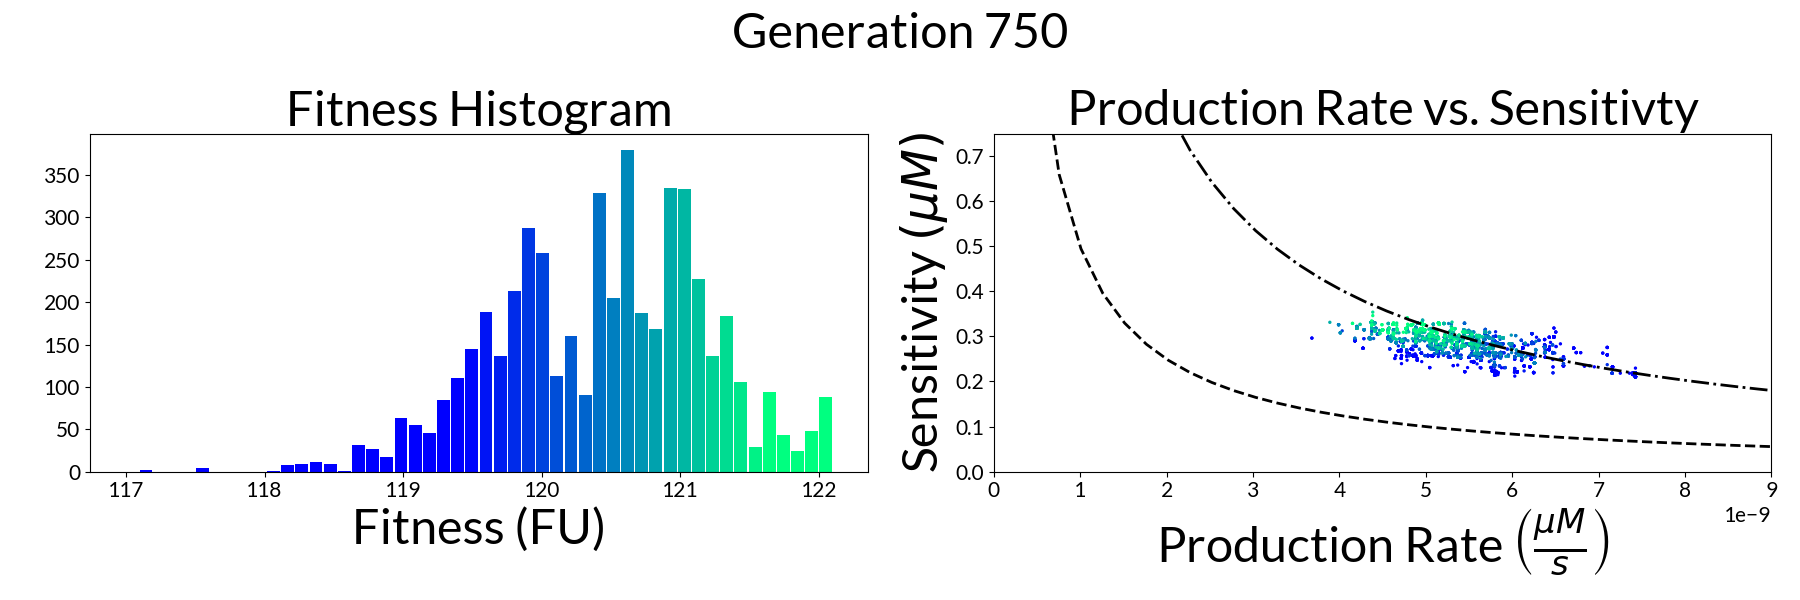 Generation 750
Fitness Histogram
350
300
250
200
150
100
50
0
117 118 119 120 121 122
Fitness (FU)
Production Rate vs. Sensitivty
Sensitivity (μM)
0.7
0.6
0.5
0.4
0.3
0.2
0.1
0.0
0 1 2 3 4 5 6 7 8 9
1e−9
Production Rate (μM/s)